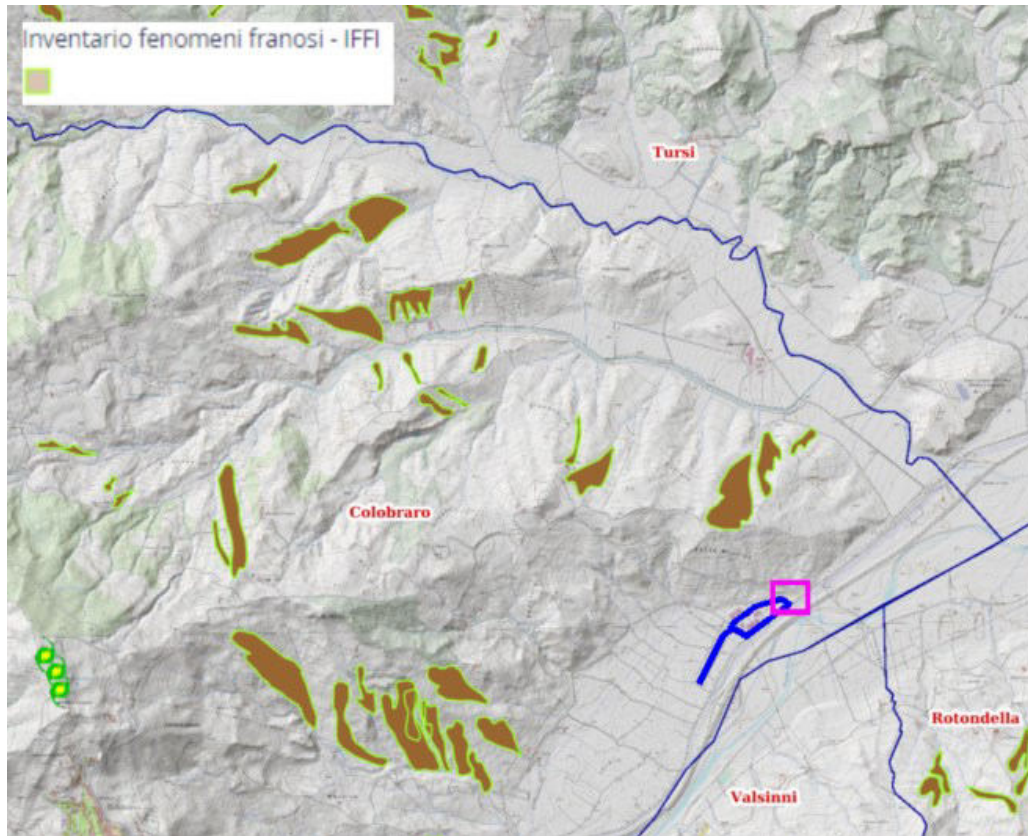 Inventario fenomeni franosi - IFFI
Tursi
Colobraro
Rotondella
Valsinni